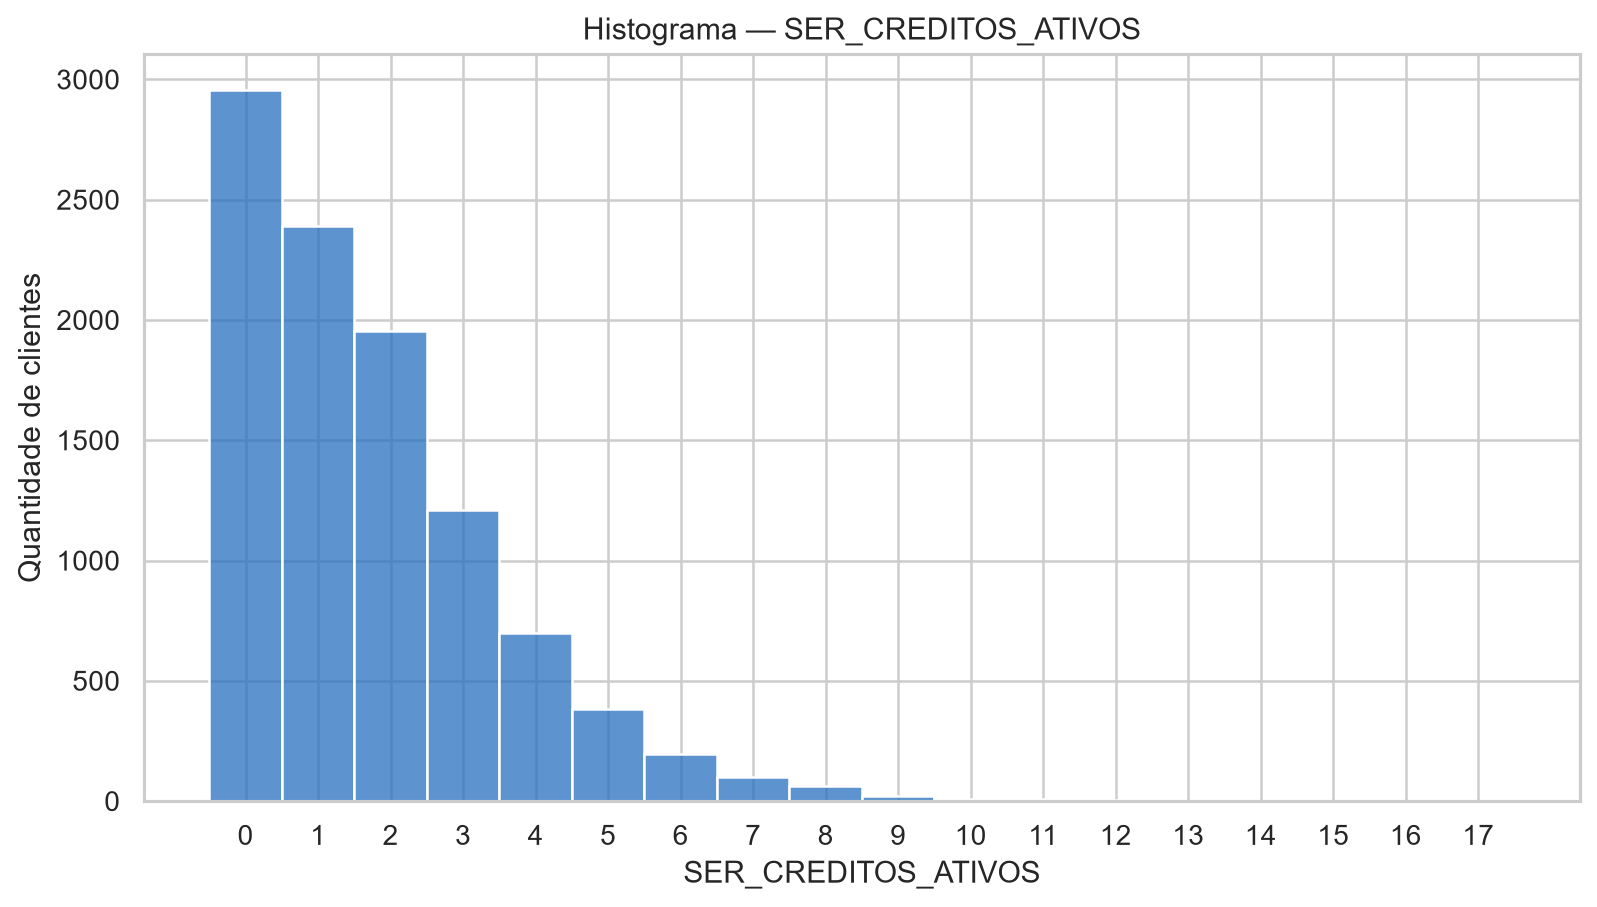 Histograma — SER_CREDITOS_ATIVOS
3000
2500
2000
1500
1000
500
0
Quantidade de clientes
0 1 2 3 4 5 6 7 8 9 10 11 12 13 14 15 16 17
SER_CREDITOS_ATIVOS